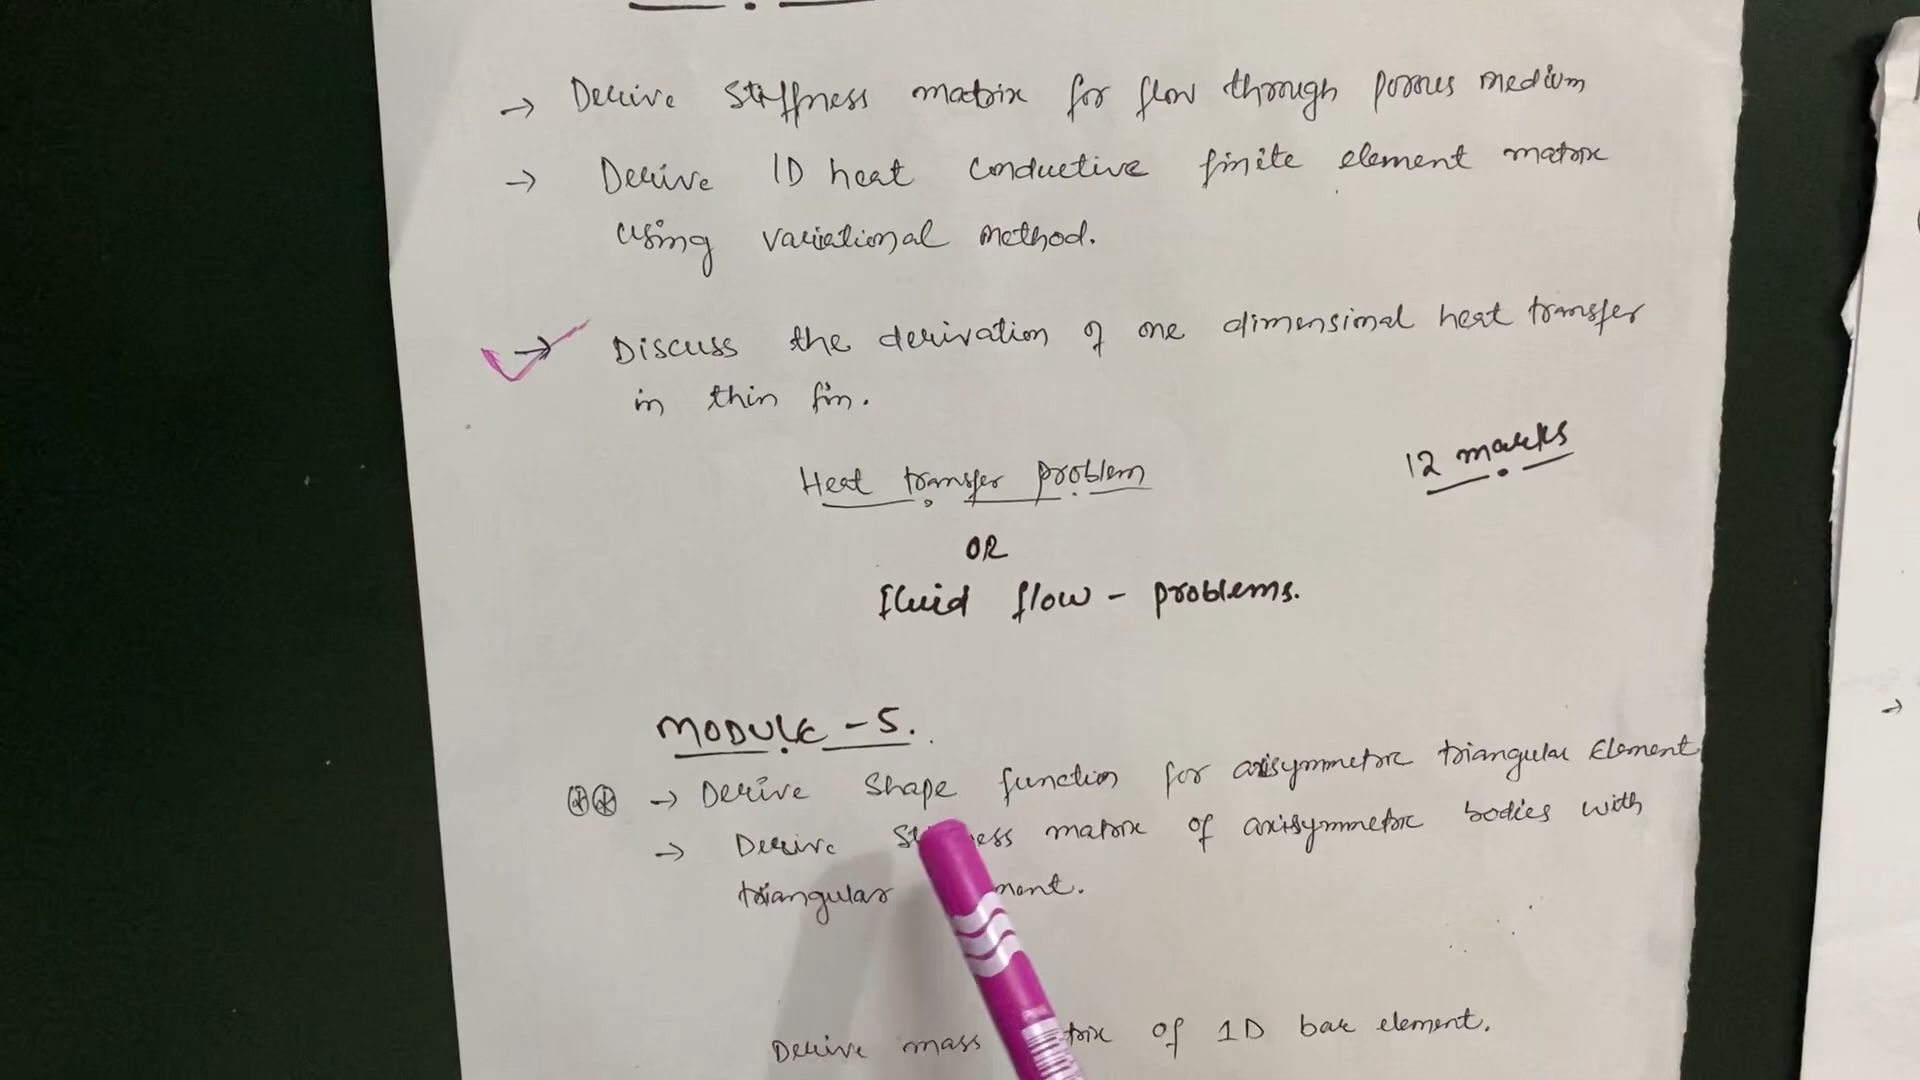 → Derive Stiffness matrix for flow through porous medium
→ Derive 1D heat conductive finite element matrix
using variational method.
→ Discuss the derivation of one dimensional heat transfer
in thin fin.
12 marks
Heat transfer problem
OR
fluid flow - problems.
MODULE - 5.
→ Derive Shape function for axisymmetric triangular Element
→ Derive matrix of axisymmetric bodies with
triangular
Derive mass of 1D bar element.
→